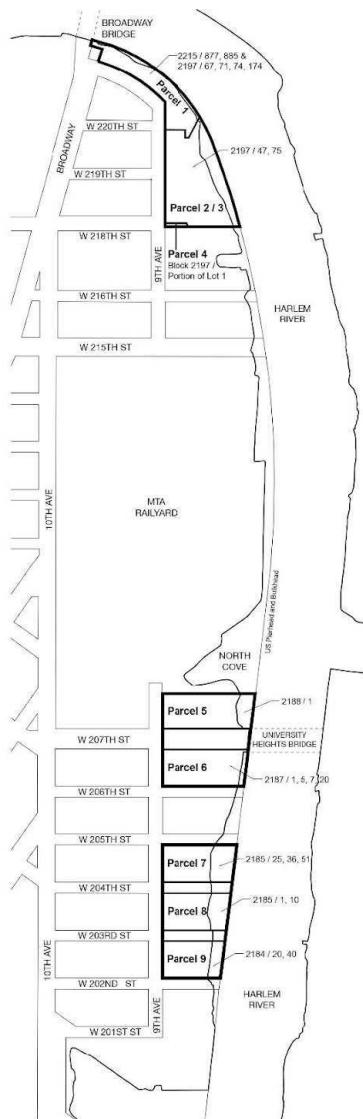 BROADWAY
BRIDGE
2215 / 877, 885 &
2197 / 67, 71, 74, 174
Parcel 1
W 220TH ST
BROADWAY
2197 / 47, 75
W 219TH ST
Parcel 2 / 3
W 218TH ST
9TH AVE
Parcel 4
Block 2197 /
Portion of Lot 1
W 216TH ST
HARLEM
RIVER
W 215TH ST
10TH AVE
MTA
RAILYARD
US Pierhead and Bulkhead
NORTH
COVE
Parcel 5
2188 / 1
W 207TH ST
UNIVERSITY
HEIGHTS BRIDGE
Parcel 6
2187 / 1, 5, 7, 20
W 206TH ST
W 205TH ST
Parcel 7
2185 / 25, 36, 51
W 204TH ST
Parcel 8
2185 / 1, 10
W 203RD ST
10TH AVE
Parcel 9
2184 / 20, 40
W 202ND ST
9TH AVE
HARLEM
RIVER
W 201ST ST